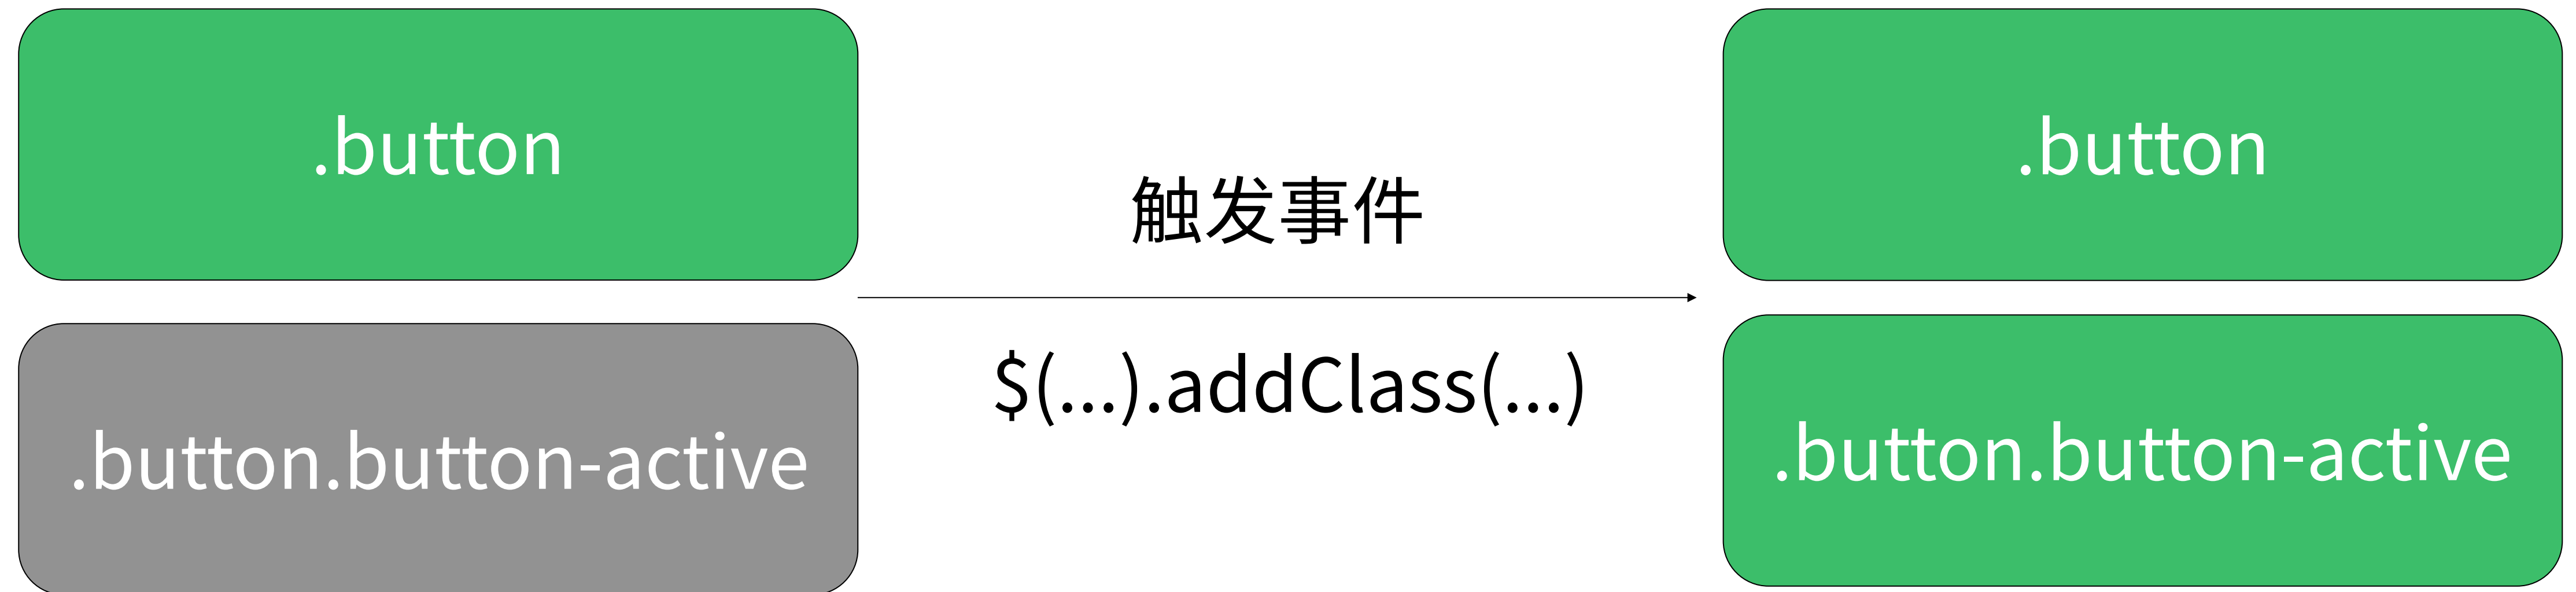 .button
.button.button-active
触发事件
$(...).addClass(...)
.button
.button.button-active